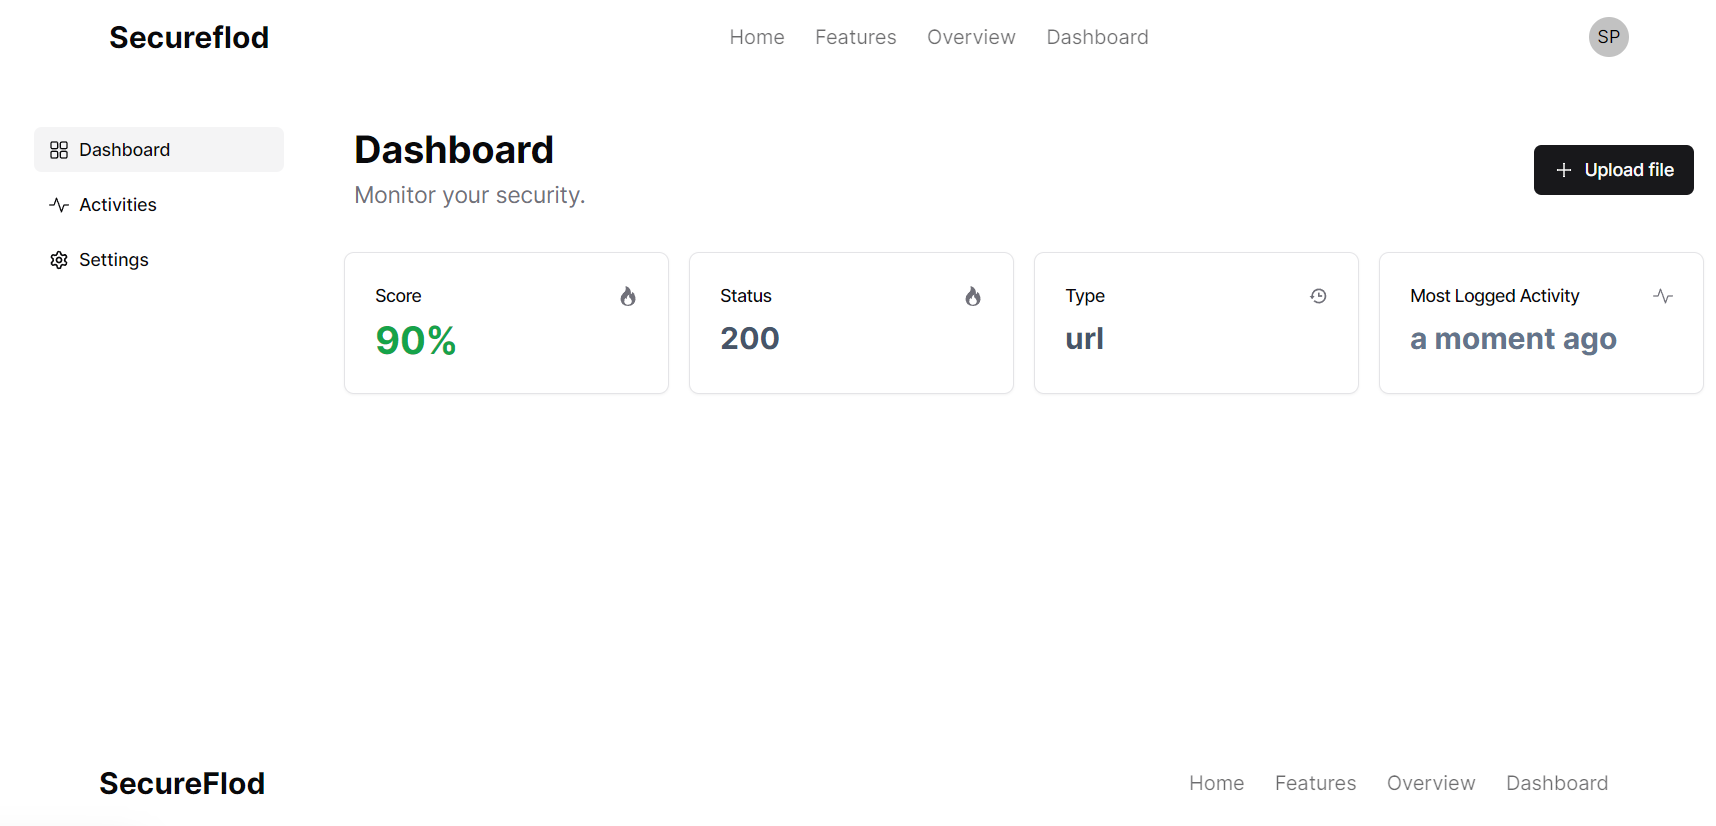 Secureflod
Home Features Overview Dashboard
SP
Dashboard
Activities
Settings
Dashboard
Monitor your security.
Upload file
Score
90%
Status
200
Type
url
Most Logged Activity
a moment ago
SecureFlod
Home Features Overview Dashboard